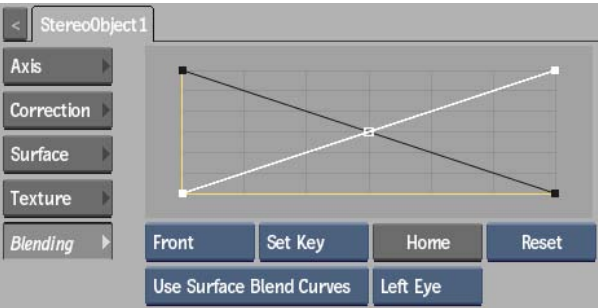 < StereoObject1
Axis
Correction
Surface
Texture
Blending
Front Set Key Home Reset
Use Surface Blend Curves Left Eye